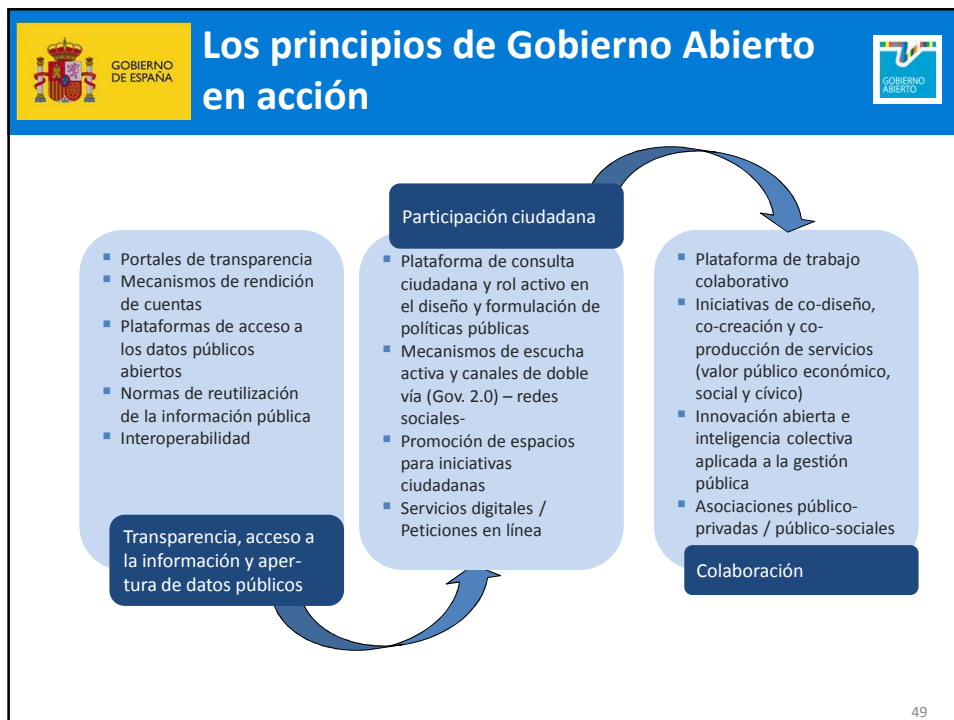 GOBIERNO
DE ESPAÑA
Los principios de Gobierno Abierto
en acción
GOBIERNO
ABIERTO
Portales de transparencia
Mecanismos de rendición
de cuentas
Plataformas de acceso a
los datos públicos
abiertos
Normas de reutilización
de la información pública
Interoperabilidad
Transparencia, acceso a
la información y aper-
tura de datos públicos
Participación ciudadana
Plataforma de consulta
ciudadana y rol activo en
el diseño y formulación de
políticas públicas
Mecanismos de escucha
activa y canales de doble
vía (Gov. 2.0) – redes
sociales-
Promoción de espacios
para iniciativas
ciudadanas
Servicios digitales /
Peticiones en línea
Plataforma de trabajo
colaborativo
Iniciativas de co-diseño,
co-creación y co-
producción de servicios
(valor público económico,
social y cívico)
Innovación abierta e
inteligencia colectiva
aplicada a la gestión
pública
Asociaciones público-
privadas / público-sociales
Colaboración
49